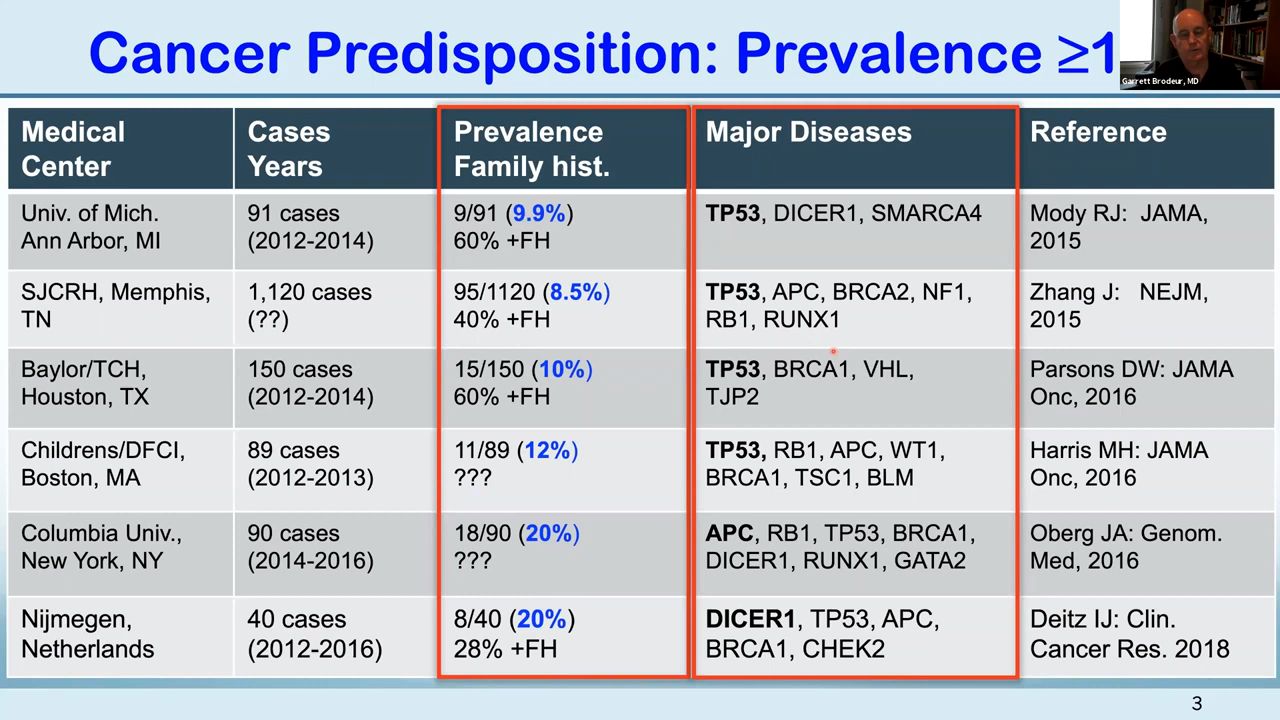 Cancer Predisposition: Prevalence ≥1
Garrett Brodeur, MD
Medical Center
Cases Years
Prevalence Family hist.
Major Diseases
Reference
Univ. of Mich.
Ann Arbor, MI
91 cases
(2012-2014)
9/91 (9.9%)
60% +FH
TP53, DICER1, SMARCA4
Mody RJ: JAMA,
2015
SJCRH, Memphis,
TN
1,120 cases
(??)
95/1120 (8.5%)
40% +FH
TP53, APC, BRCA2, NF1,
RB1, RUNX1
Zhang J: NEJM,
2015
Baylor/TCH,
Houston, TX
150 cases
(2012-2014)
15/150 (10%)
60% +FH
TP53, BRCA1, VHL,
TJP2
Parsons DW: JAMA
Onc, 2016
Childrens/DFCI,
Boston, MA
89 cases
(2012-2013)
11/89 (12%)
???
TP53, RB1, APC, WT1,
BRCA1, TSC1, BLM
Harris MH: JAMA
Onc, 2016
Columbia Univ.,
New York, NY
90 cases
(2014-2016)
18/90 (20%)
???
APC, RB1, TP53, BRCA1,
DICER1, RUNX1, GATA2
Oberg JA: Genom.
Med, 2016
Nijmegen,
Netherlands
40 cases
(2012-2016)
8/40 (20%)
28% +FH
DICER1, TP53, APC,
BRCA1, CHEK2
Deitz IJ: Clin.
Cancer Res. 2018
3